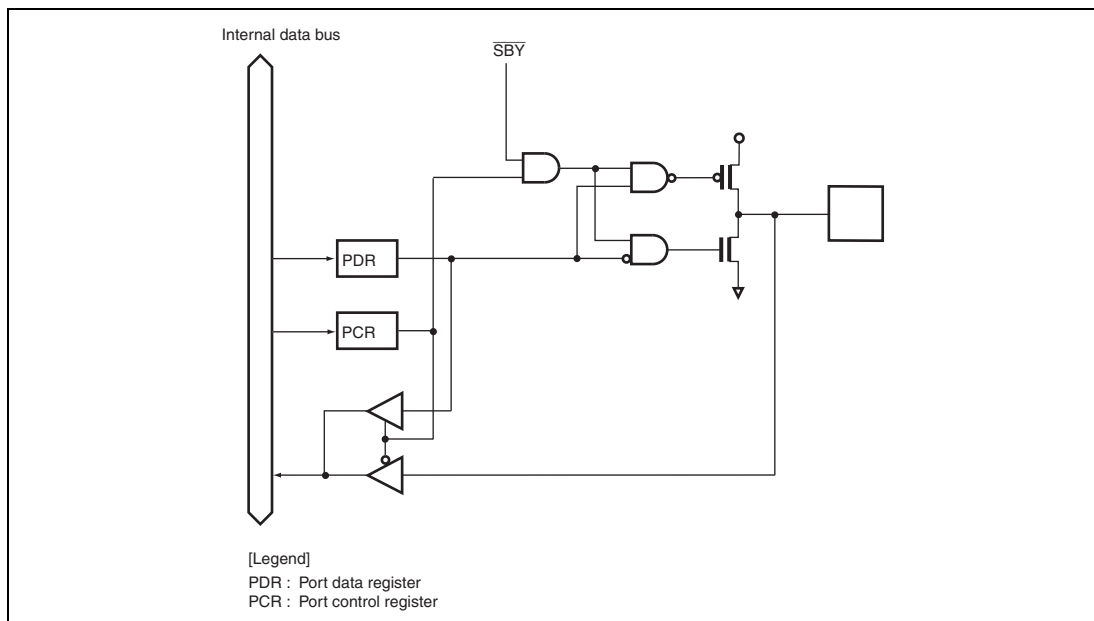 Internal data bus
SBY
PDR
PCR
[Legend]
PDR : Port data register
PCR : Port control register